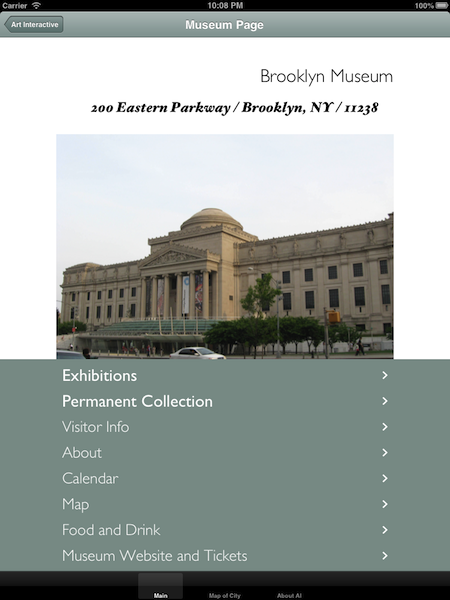 Carrier 10:08 PM 100%
Art Interactive Museum Page
Brooklyn Museum
200 Eastern Parkway / Brooklyn, NY / 11238
Exhibitions
Permanent Collection
Visitor Info
About
Calendar
Map
Food and Drink
Museum Website and Tickets
Main Map of City About AI